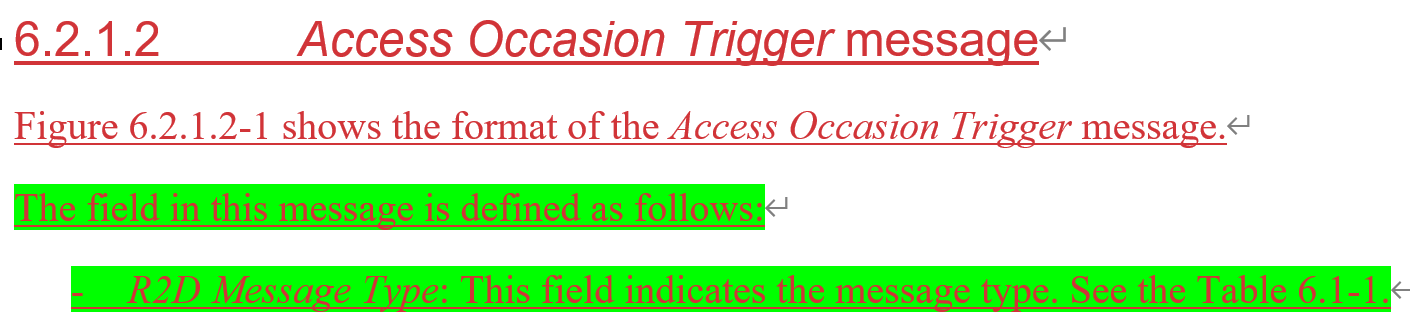 6.2.1.2 Access Occasion Trigger message
Figure 6.2.1.2-1 shows the format of the Access Occasion Trigger message.
The field in this message is defined as follows:
- R2D Message Type: This field indicates the message type. See the Table 6.1-1.